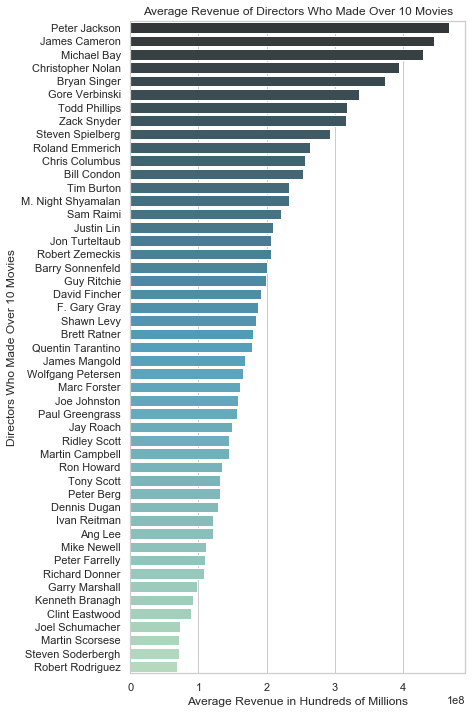 Average Revenue of Directors Who Made Over 10 Movies
Directors Who Made Over 10 Movies
Peter Jackson
James Cameron
Michael Bay
Christopher Nolan
Bryan Singer
Gore Verbinski
Todd Phillips
Zack Snyder
Steven Spielberg
Roland Emmerich
Chris Columbus
Bill Condon
Tim Burton
M. Night Shyamalan
Sam Raimi
Justin Lin
Jon Turteltaub
Robert Zemeckis
Barry Sonnenfeld
Guy Ritchie
David Fincher
F. Gary Gray
Shawn Levy
Brett Ratner
Quentin Tarantino
James Mangold
Wolfgang Petersen
Marc Forster
Joe Johnston
Paul Greengrass
Jay Roach
Ridley Scott
Martin Campbell
Ron Howard
Tony Scott
Peter Berg
Dennis Dugan
Ivan Reitman
Ang Lee
Mike Newell
Peter Farrelly
Richard Donner
Garry Marshall
Kenneth Branagh
Clint Eastwood
Joel Schumacher
Martin Scorsese
Steven Soderbergh
Robert Rodriguez
0 1 2 3 4
Average Revenue in Hundreds of Millions 1e8